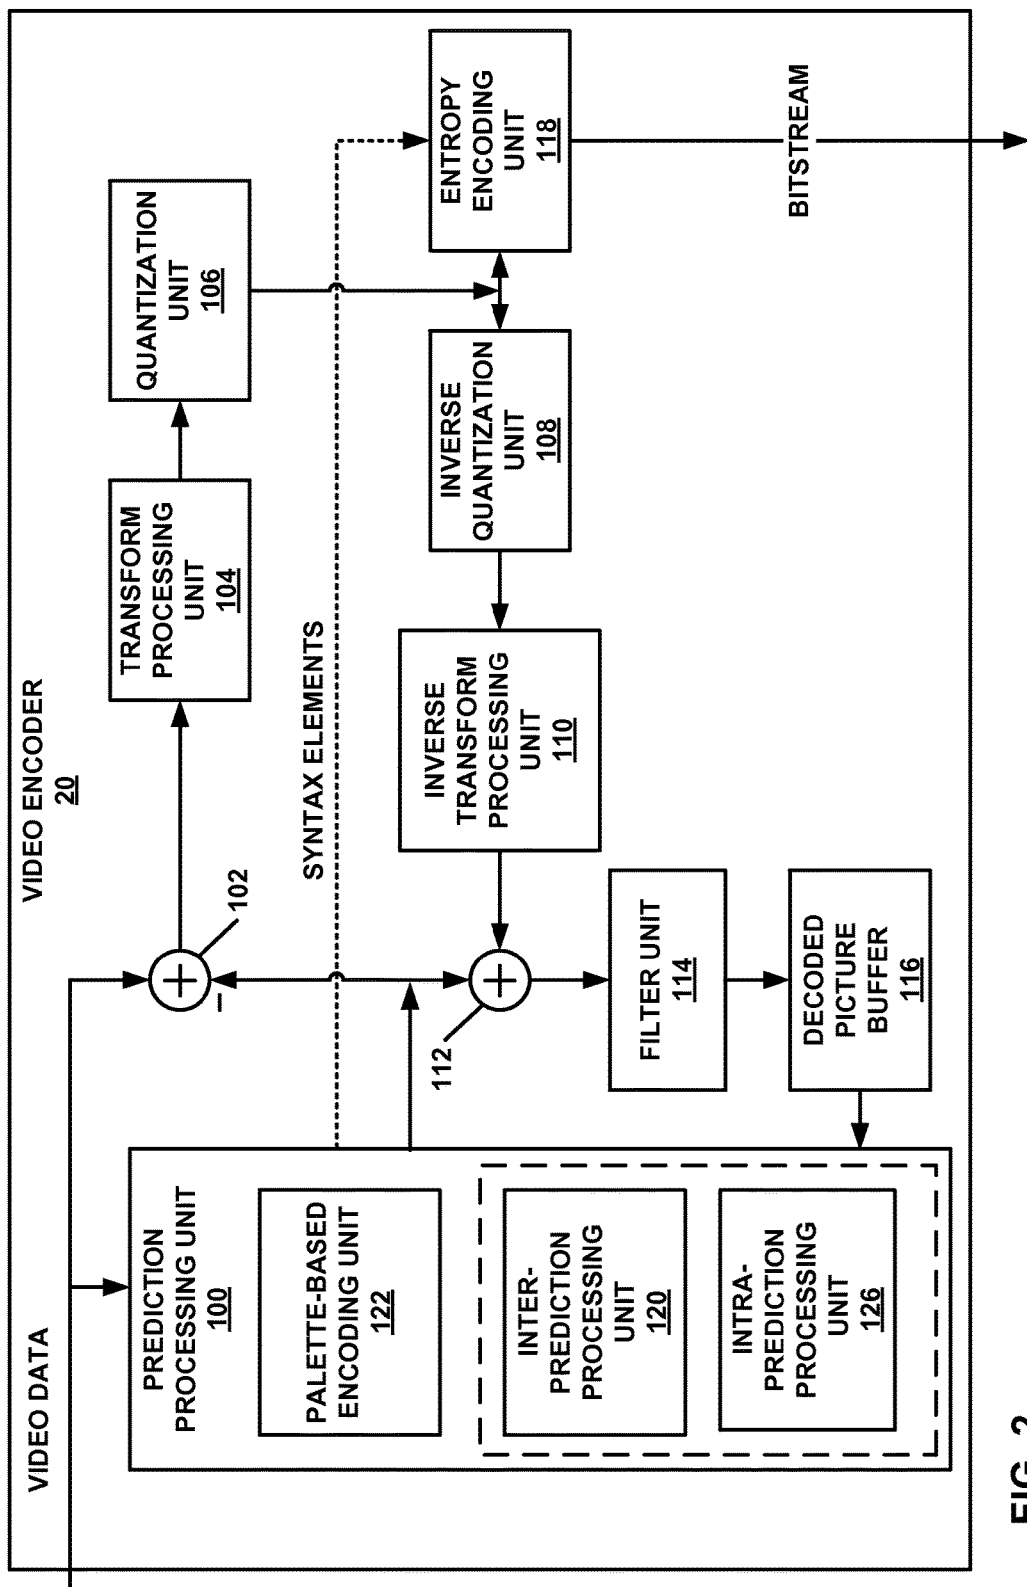 VIDEO ENCODER
20
VIDEO DATA
PREDICTION
PROCESSING UNIT
100
PALETTE-BASED
ENCODING UNIT
122
INTER-
PREDICTION
PROCESSING
UNIT
120
INTRA-
PREDICTION
PROCESSING
UNIT
126
102
–
TRANSFORM
PROCESSING
UNIT
104
QUANTIZATION
UNIT
106
SYNTAX ELEMENTS
112
INVERSE
TRANSFORM
PROCESSING
UNIT
110
INVERSE
QUANTIZATION
UNIT
108
ENTROPY
ENCODING
UNIT
118
FILTER UNIT
114
DECODED
PICTURE
BUFFER
116
BITSTREAM
FIG. 2